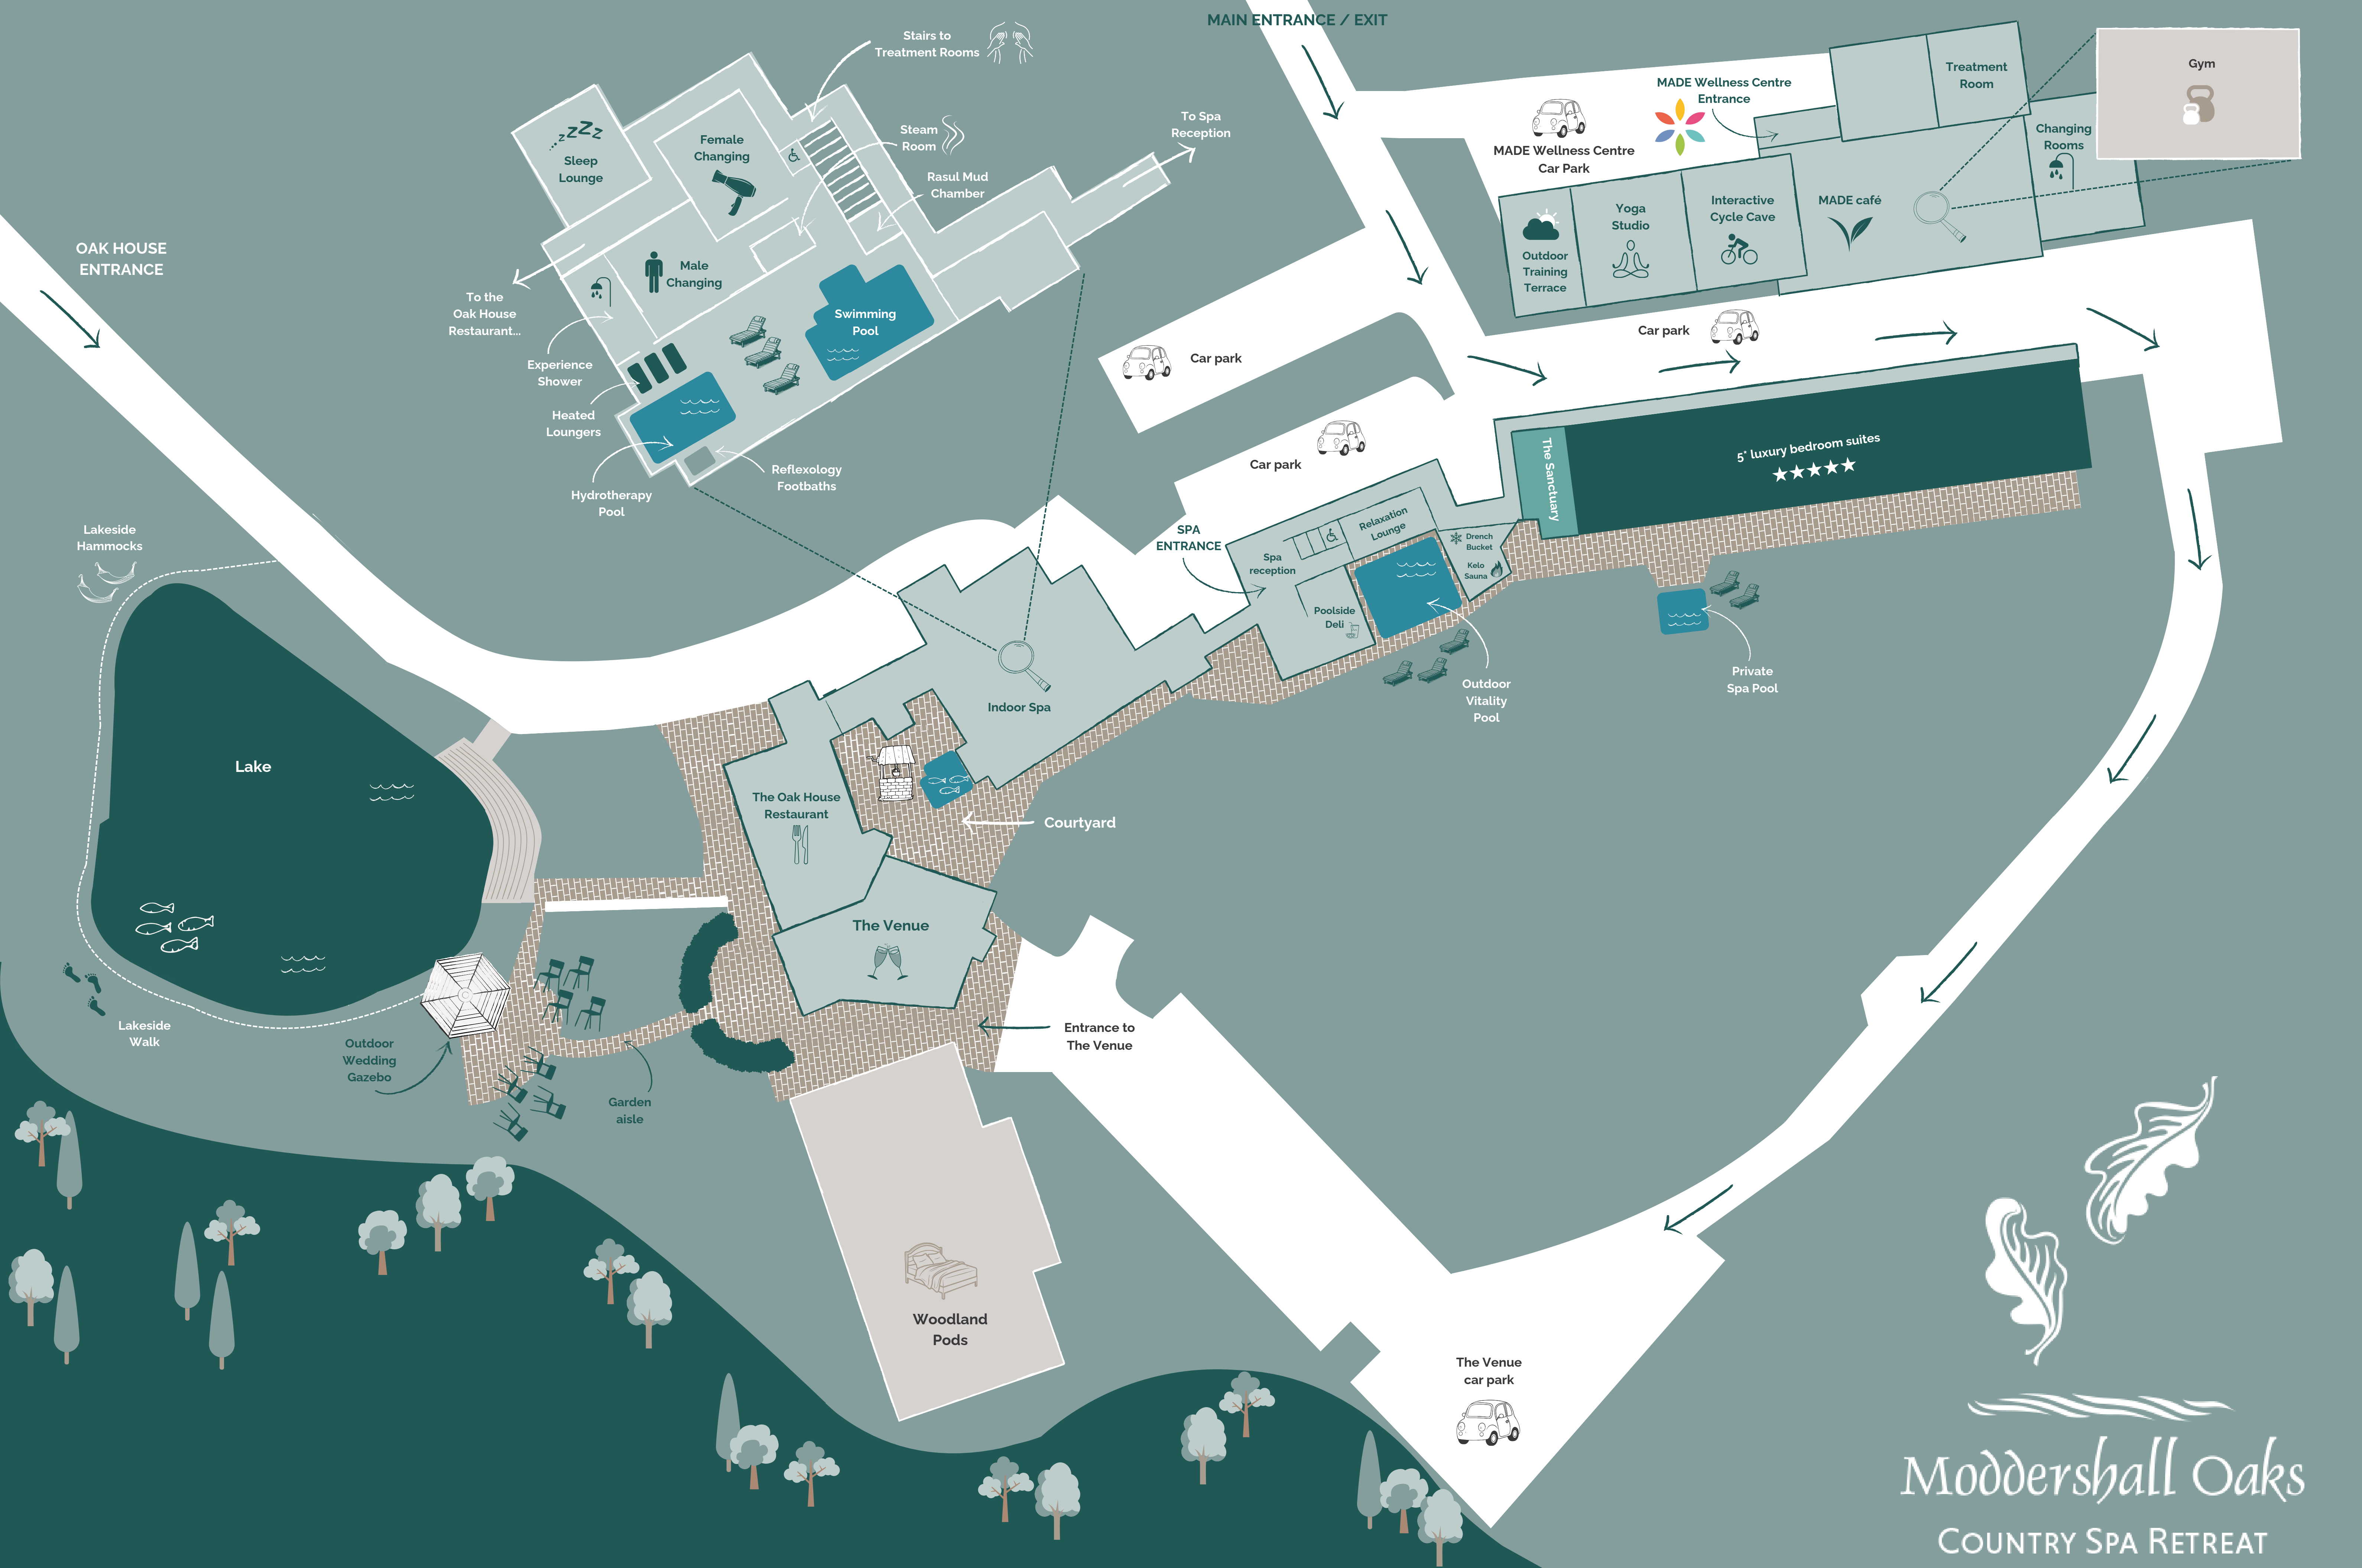 MAIN ENTRANCE / EXIT
Stairs to
Treatment Rooms
Steam
Room
Rasul Mud
Chamber
To Spa
Reception
zzZZZ
Sleep
Lounge
Female
Changing
Male
Changing
Swimming
Pool
To the
Oak House
Restaurant...
Experience
Shower
Heated
Loungers
Hydrotherapy
Pool
Reflexology
Footbaths
OAK HOUSE
ENTRANCE
MADE Wellness Centre
Entrance
MADE Wellness Centre
Car Park
Treatment
Room
Changing
Rooms
Gym
Outdoor
Training
Terrace
Yoga
Studio
Interactive
Cycle Cave
MADE café
Car park
Car park
Car park
The Sanctuary
5* luxury bedroom suites
SPA
ENTRANCE
Spa
reception
Relaxation
Lounge
Drench
Bucket
Kelo
Sauna
Poolside
Deli
Outdoor
Vitality
Pool
Private
Spa Pool
Lakeside
Hammocks
Lake
Indoor Spa
The Oak House
Restaurant
Courtyard
The Venue
Entrance to
The Venue
Lakeside
Walk
Outdoor
Wedding
Gazebo
Garden
aisle
Woodland
Pods
The Venue
car park
Moddershall Oaks
COUNTRY SPA RETREAT